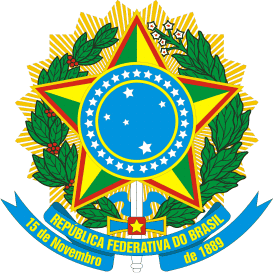 REPÚBLICA FEDERATIVA DO BRASIL
15 de Novembro
de 1889